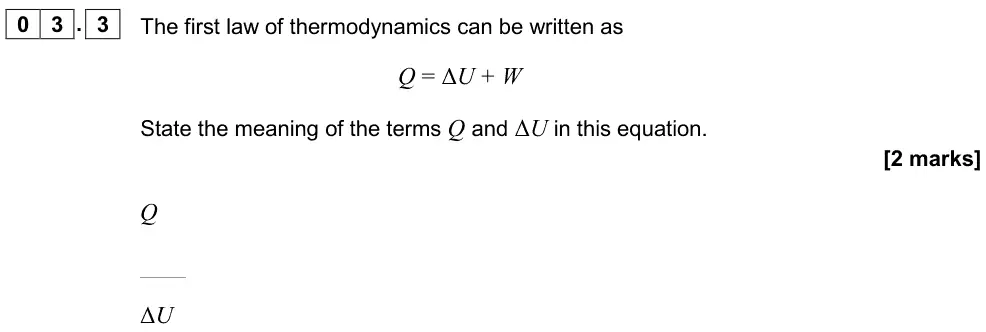 0 3 . 3 The first law of thermodynamics can be written as
Q = ΔU + W
State the meaning of the terms Q and ΔU in this equation.
[2 marks]
Q
ΔU